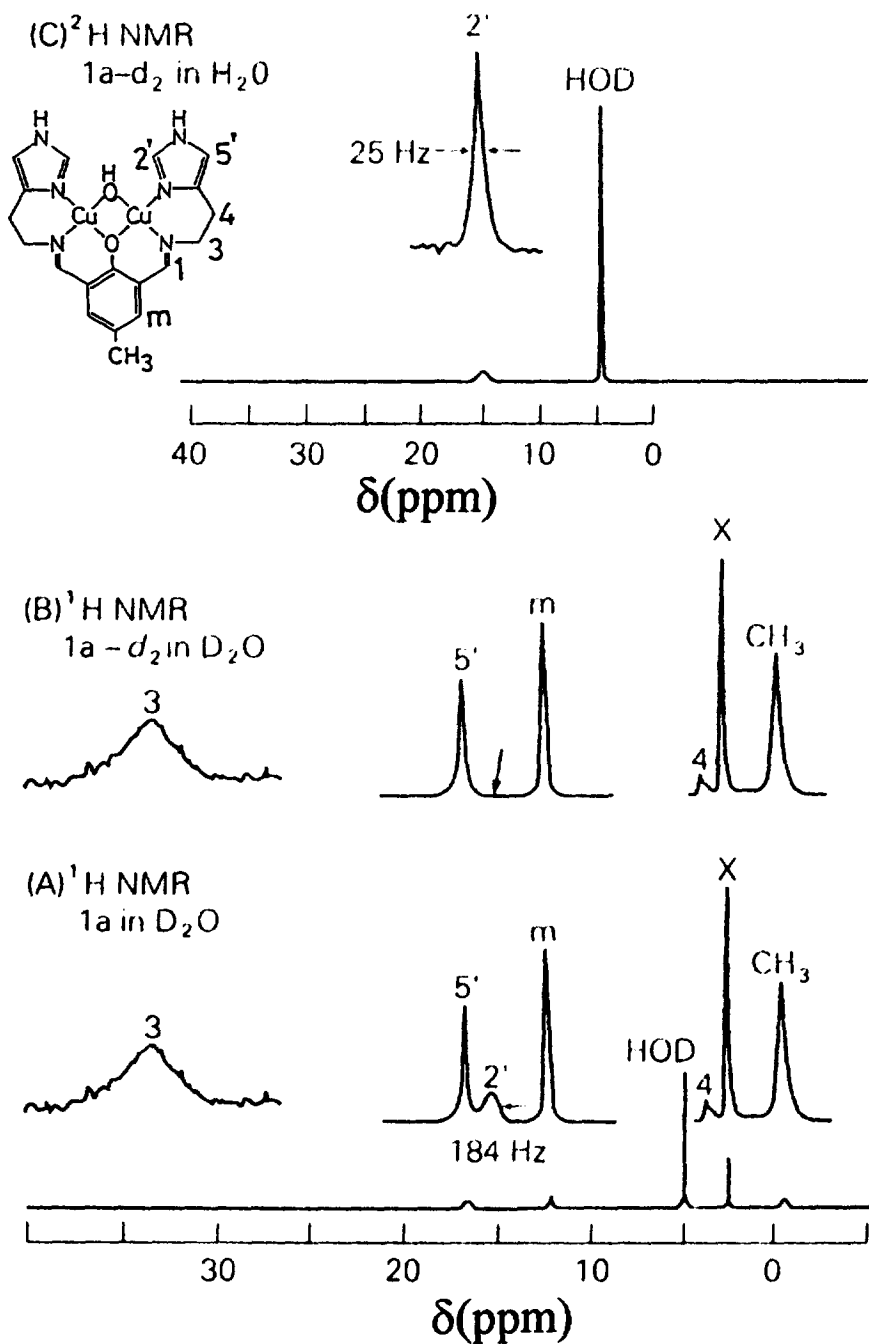 (C) ²H NMR
1a–d₂ in H₂0
2'
HOD
25 Hz
H
N
H
N
2'
5'
H
O
N
N
Cu
Cu
4
N
O
N
3
1
m
CH₃
40
30
20
10
0
δ(ppm)
(B) ¹H NMR
1a – d₂ in D₂O
3
5'
m
4
X
CH₃
(A) ¹H NMR
1a in D₂O
3
5'
2'
m
184 Hz
HOD
4
X
CH₃
30
20
10
0
δ(ppm)